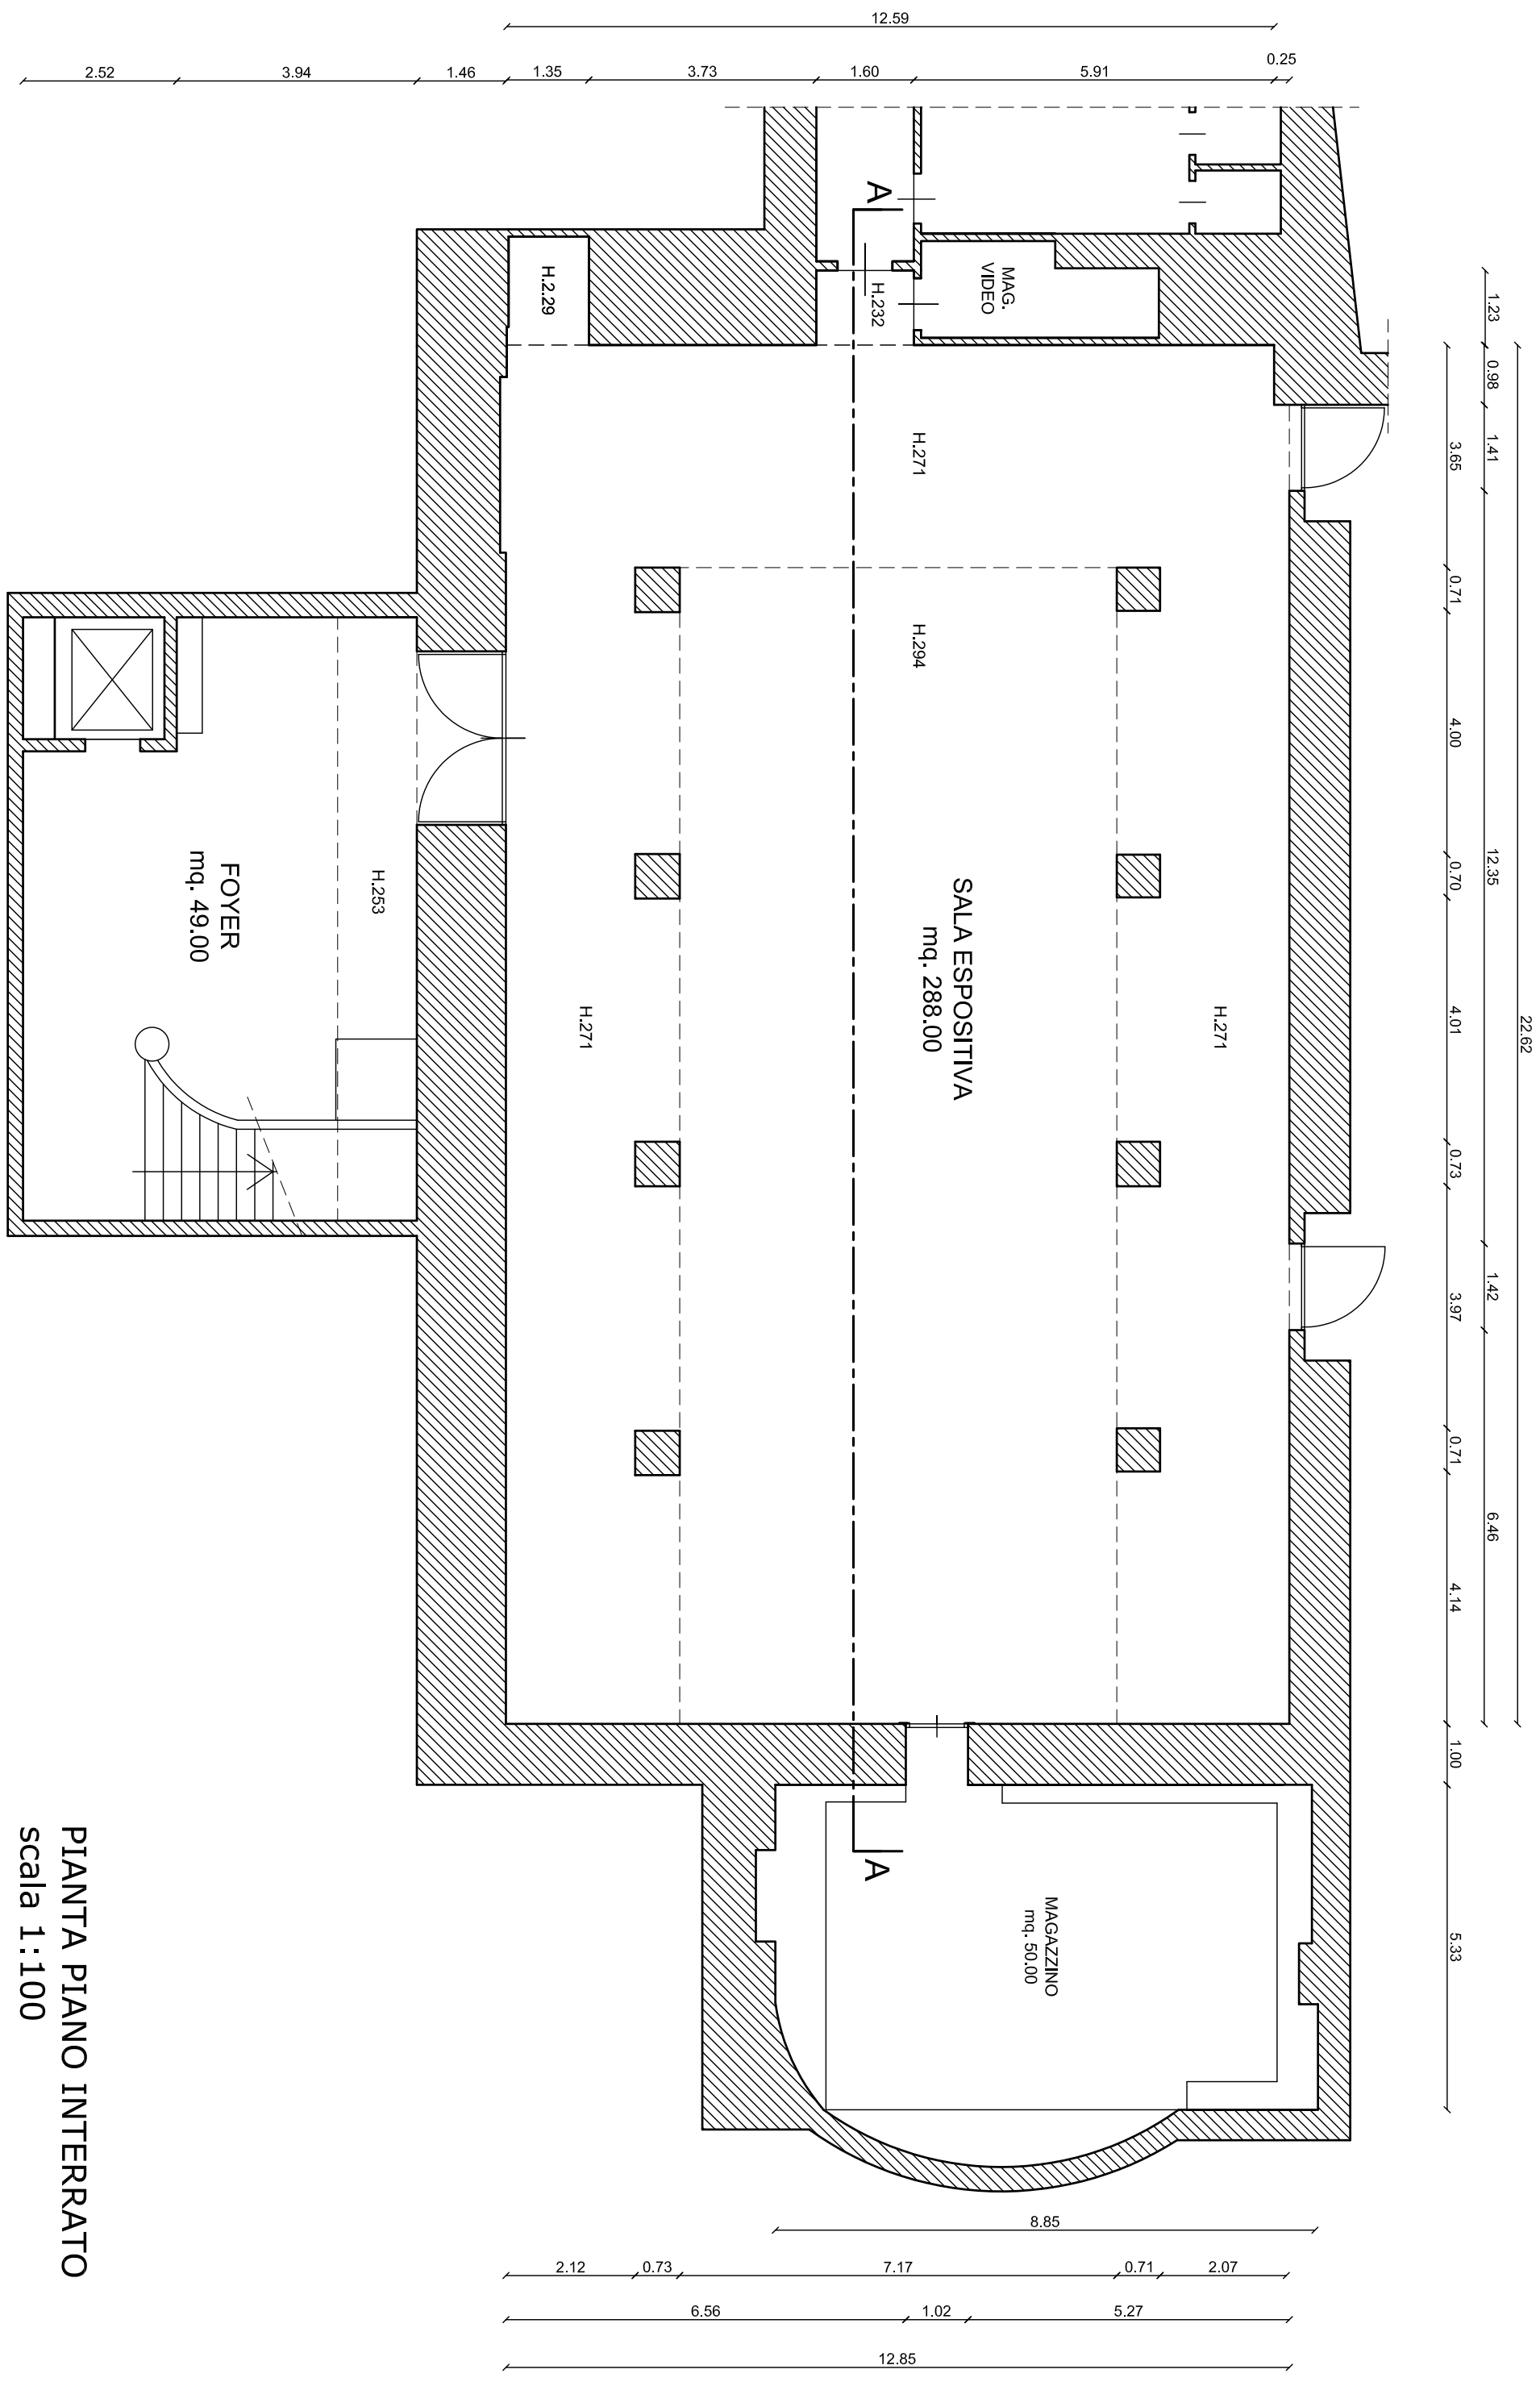 12.59
2.52
3.94
1.46
1.35
3.73
1.60
5.91
0.25
A
H.2.29
H.232
MAG.
VIDEO
1.23
0.98
1.41
12.35
1.42
6.46
22.62
3.65
0.71
4.00
0.70
4.01
0.73
3.97
0.71
4.14
1.00
5.33
H.271
H.294
SALA ESPOSITIVA
mq. 288.00
H.271
H.271
FOYER
mq. 49.00
H.253
A
MAGAZZINO
mq. 50.00
8.85
2.12
0.73
7.17
0.71
2.07
6.56
1.02
5.27
12.85
PIANTA PIANO INTERRATO
scala 1:100